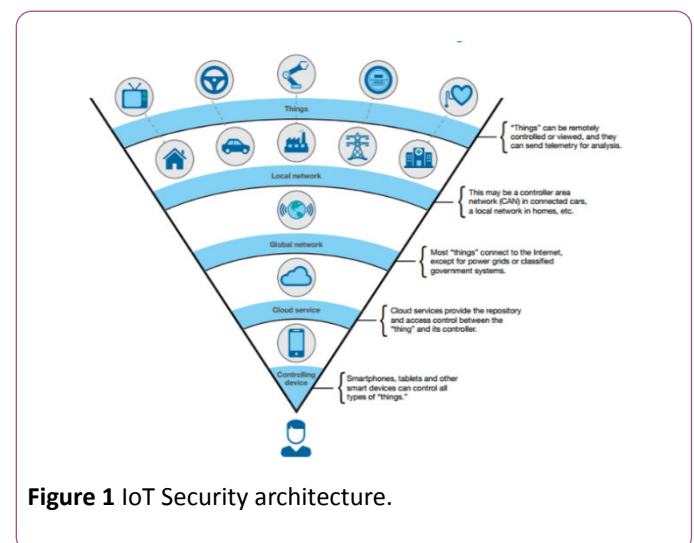 Things
"Things" can be remotely
controlled or viewed, and they
can send telemetry for analysis.
Local network
This may be a controller area
network (CAN) in connected cars,
a local network in homes, etc.
Global network
Most "things" connect to the Internet,
except for power grids or classified
government systems.
Cloud service
Cloud services provide the repository
and access control between the
"thing" and its controller.
Controlling
device
Smartphones, tablets and other
smart devices can control all
types of "things."
Figure 1 IoT Security architecture.